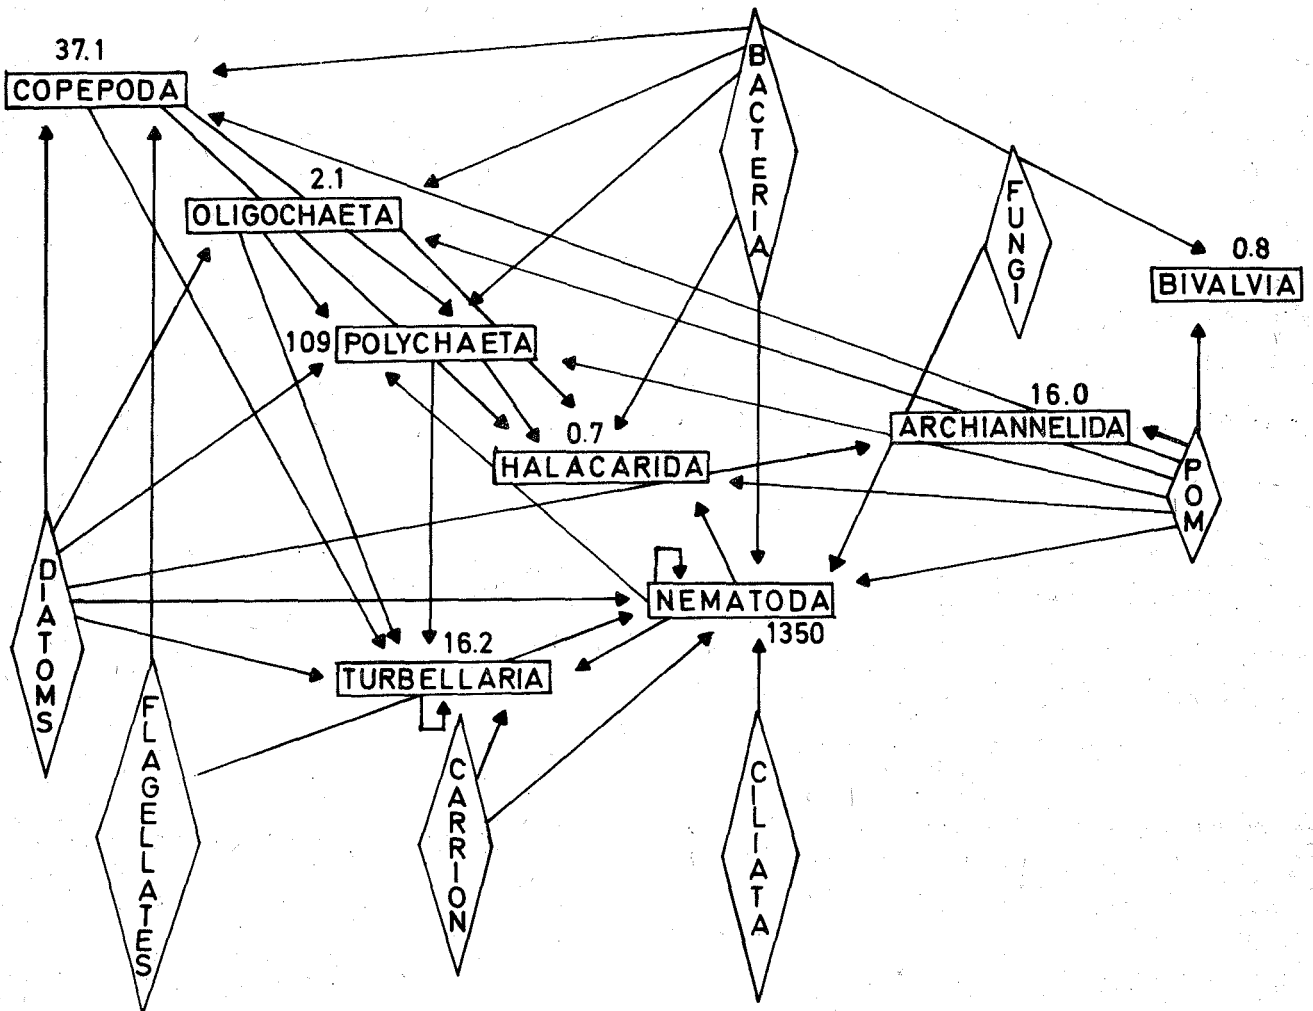 37.1
COPEPODA
BACTERIA
2.1
OLIGOCHAETA
FUNGI
0.8
BIVALVIA
109 POLYCHAETA
16.0
ARCHIANNELIDA
0.7
HALACARIDA
POM
DIATOMS
NEMATODA
1350
16.2
TURBELLARIA
FLAGELLATES
CARRION
CILIATA